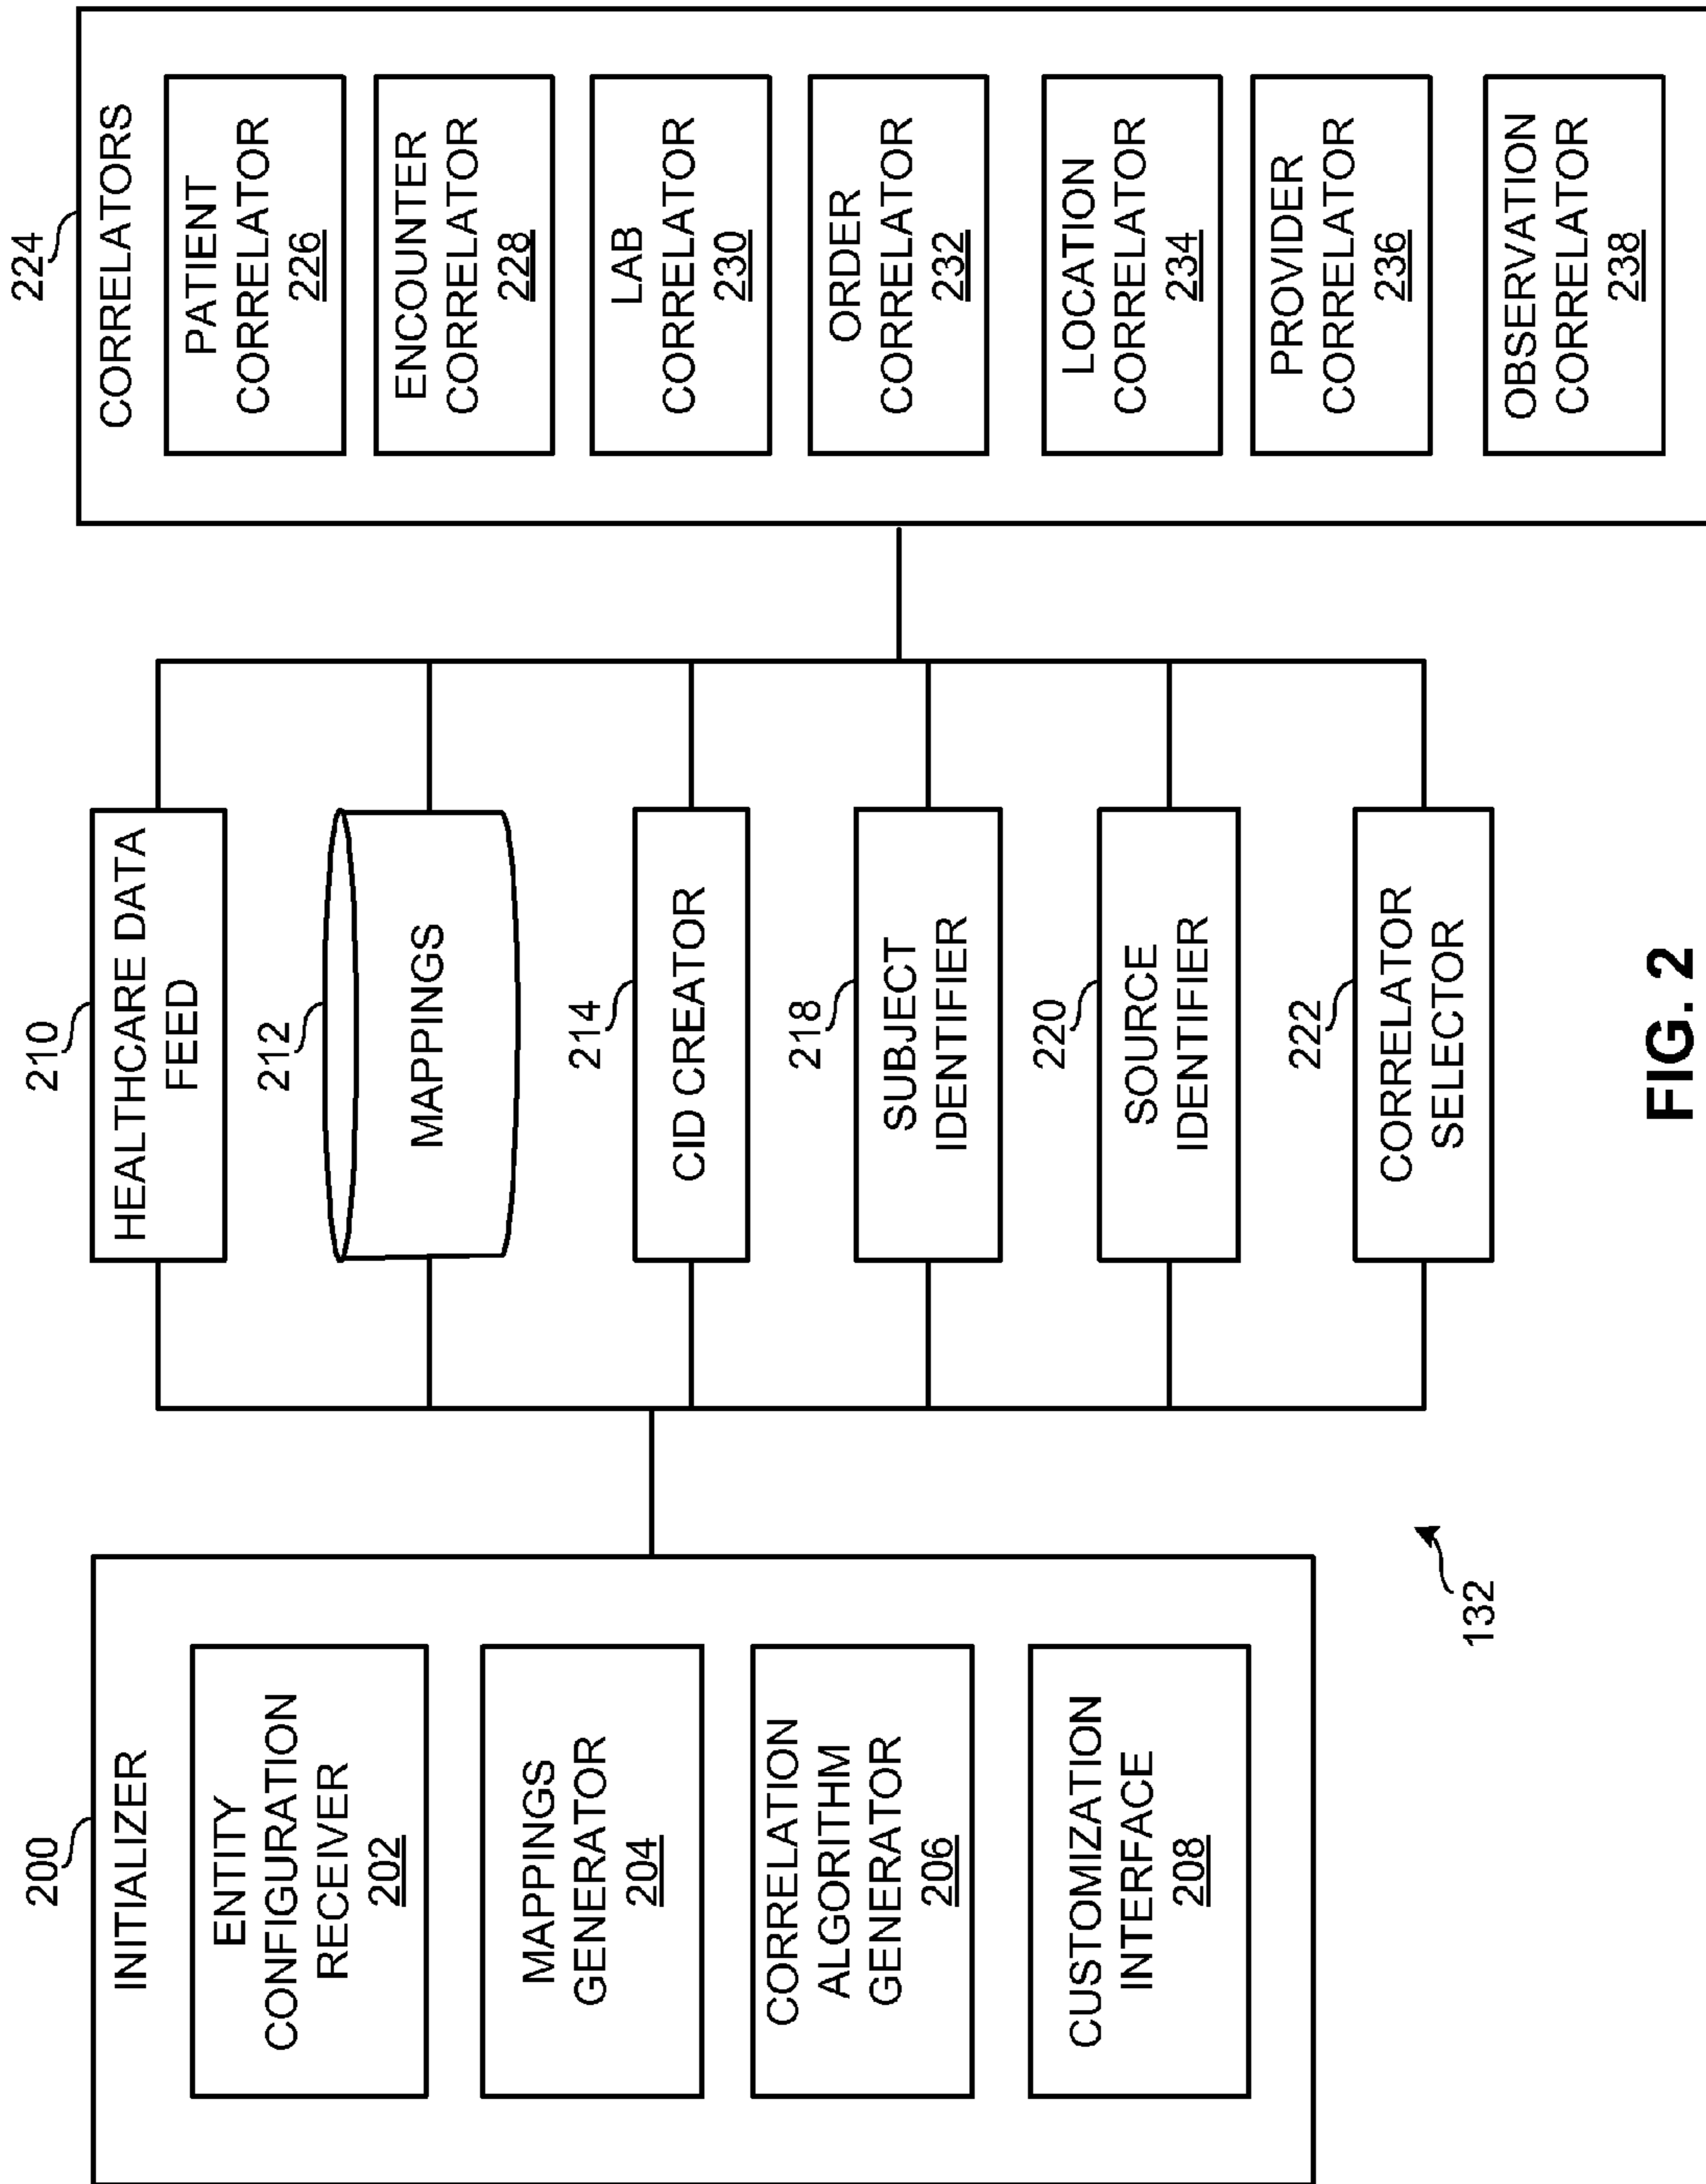 200
INITIALIZER
ENTITY
CONFIGURATION
RECEIVER
202
MAPPINGS
GENERATOR
204
CORRELATION
ALGORITHM
GENERATOR
206
CUSTOMIZATION
INTERFACE
208
132
210
HEALTHCARE DATA
FEED
212
MAPPINGS
214
CID CREATOR
218
SUBJECT
IDENTIFIER
220
SOURCE
IDENTIFIER
222
CORRELATOR
SELECTOR
224
CORRELATORS
PATIENT
CORRELATOR
226
ENCOUNTER
CORRELATOR
228
LAB
CORRELATOR
230
ORDER
CORRELATOR
232
LOCATION
CORRELATOR
234
PROVIDER
CORRELATOR
236
OBSERVATION
CORRELATOR
238
FIG. 2